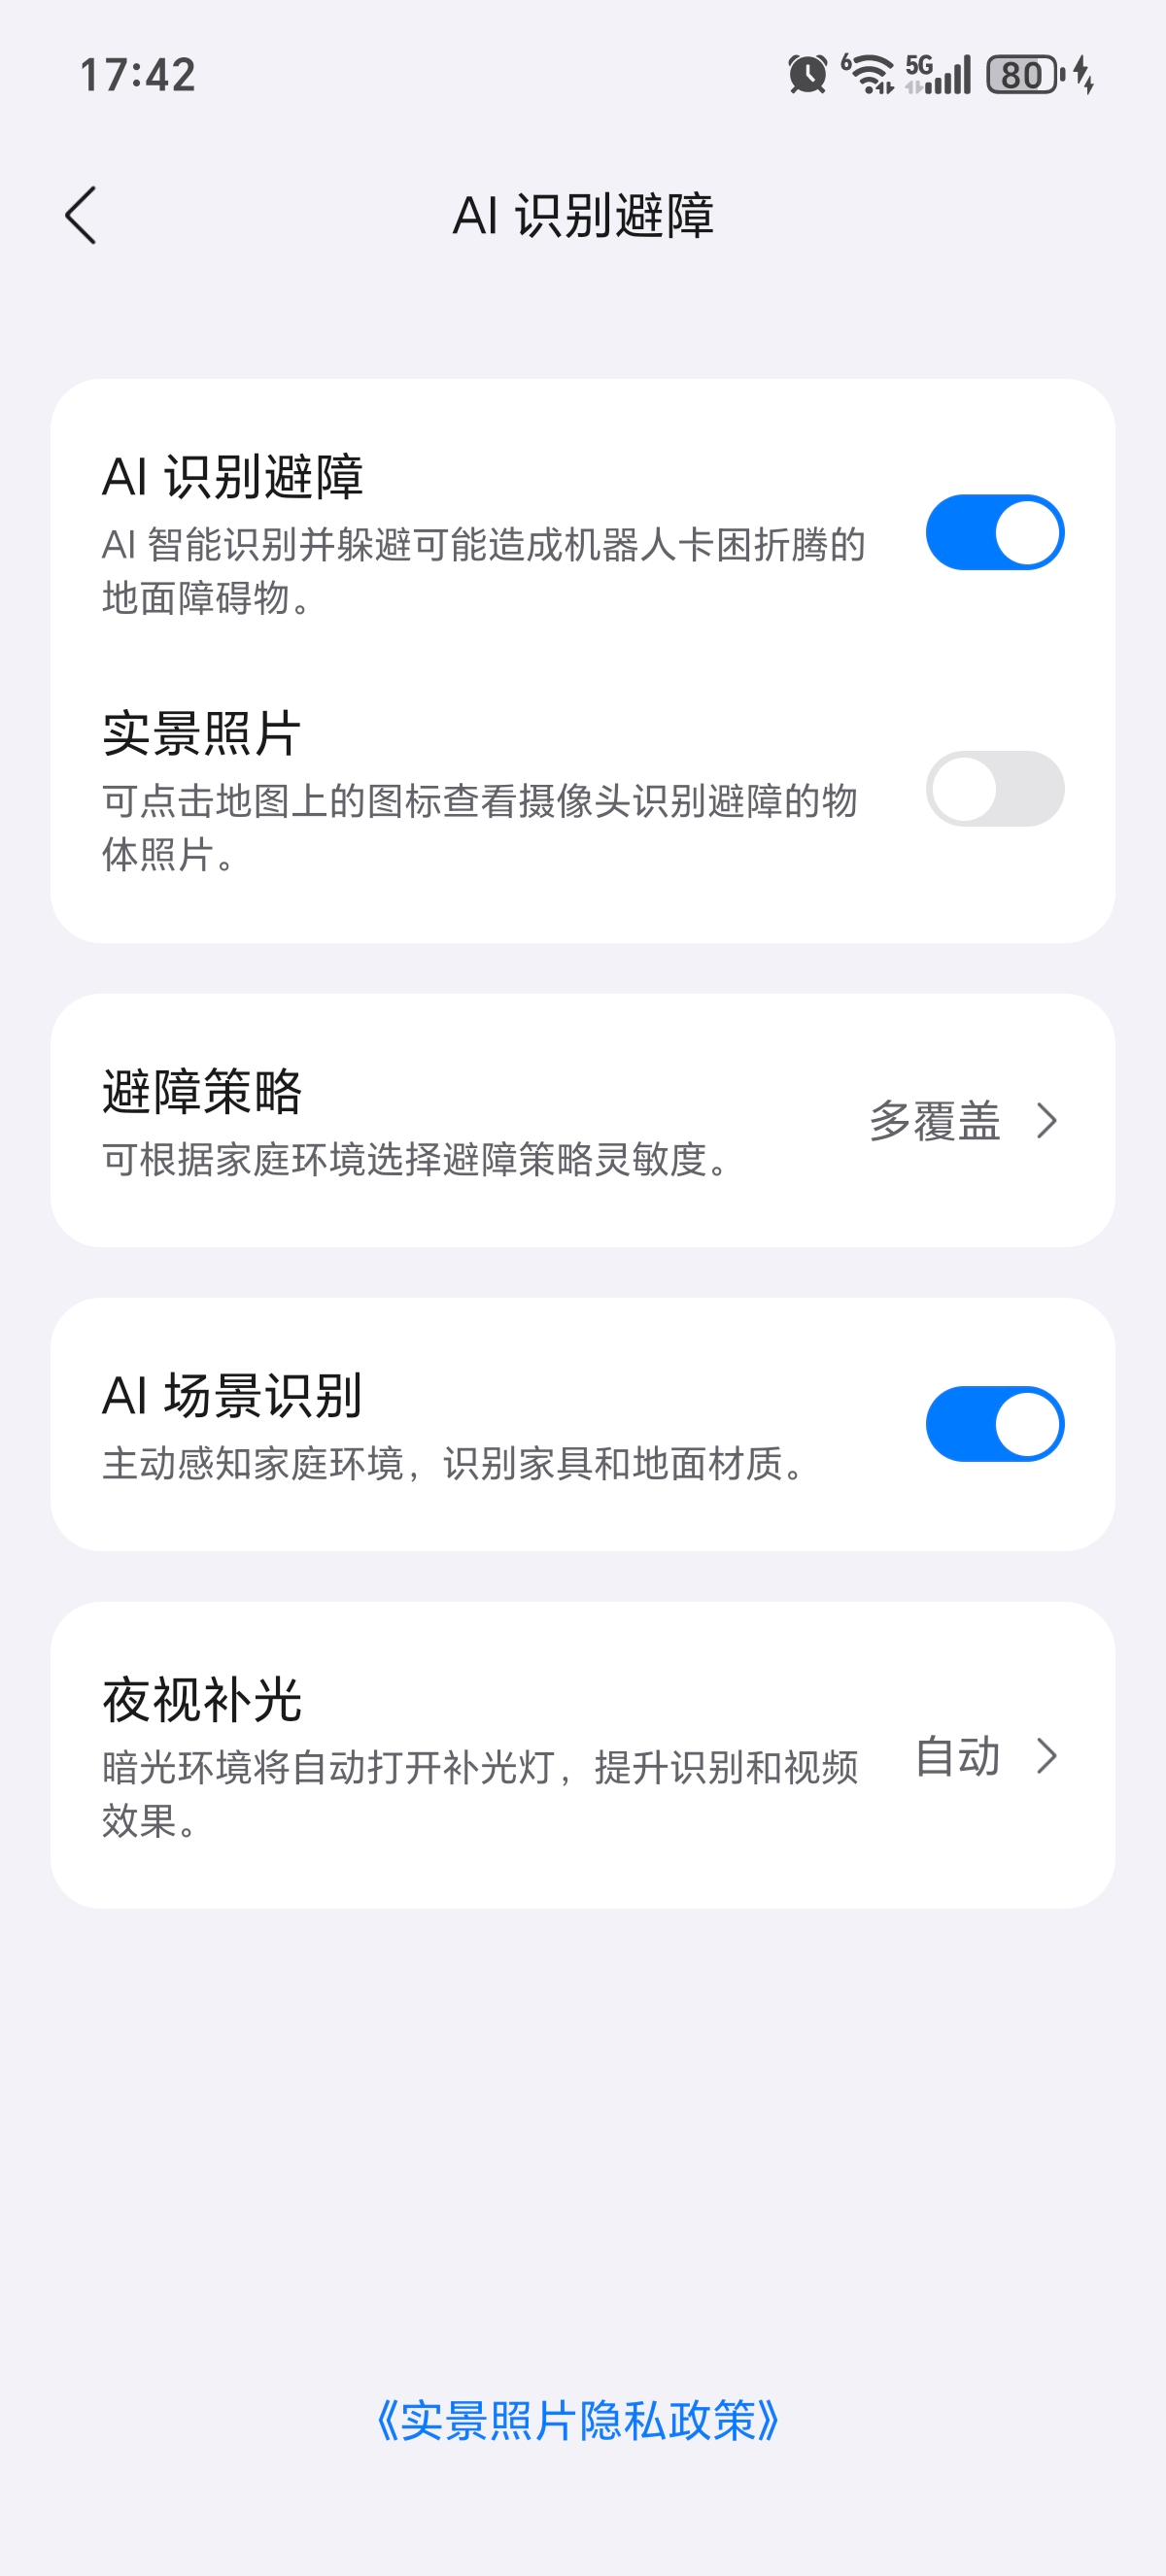 17:42
6 5G 80
AI 识别避障
AI 识别避障
AI 智能识别并躲避可能造成机器人卡困折腾的
地面障碍物。
实景照片
可点击地图上的图标查看摄像头识别避障的物
体照片。
避障策略
可根据家庭环境选择避障策略灵敏度。
多覆盖
AI 场景识别
主动感知家庭环境，识别家具和地面材质。
夜视补光
暗光环境将自动打开补光灯，提升识别和视频
效果。
自动
《实景照片隐私政策》